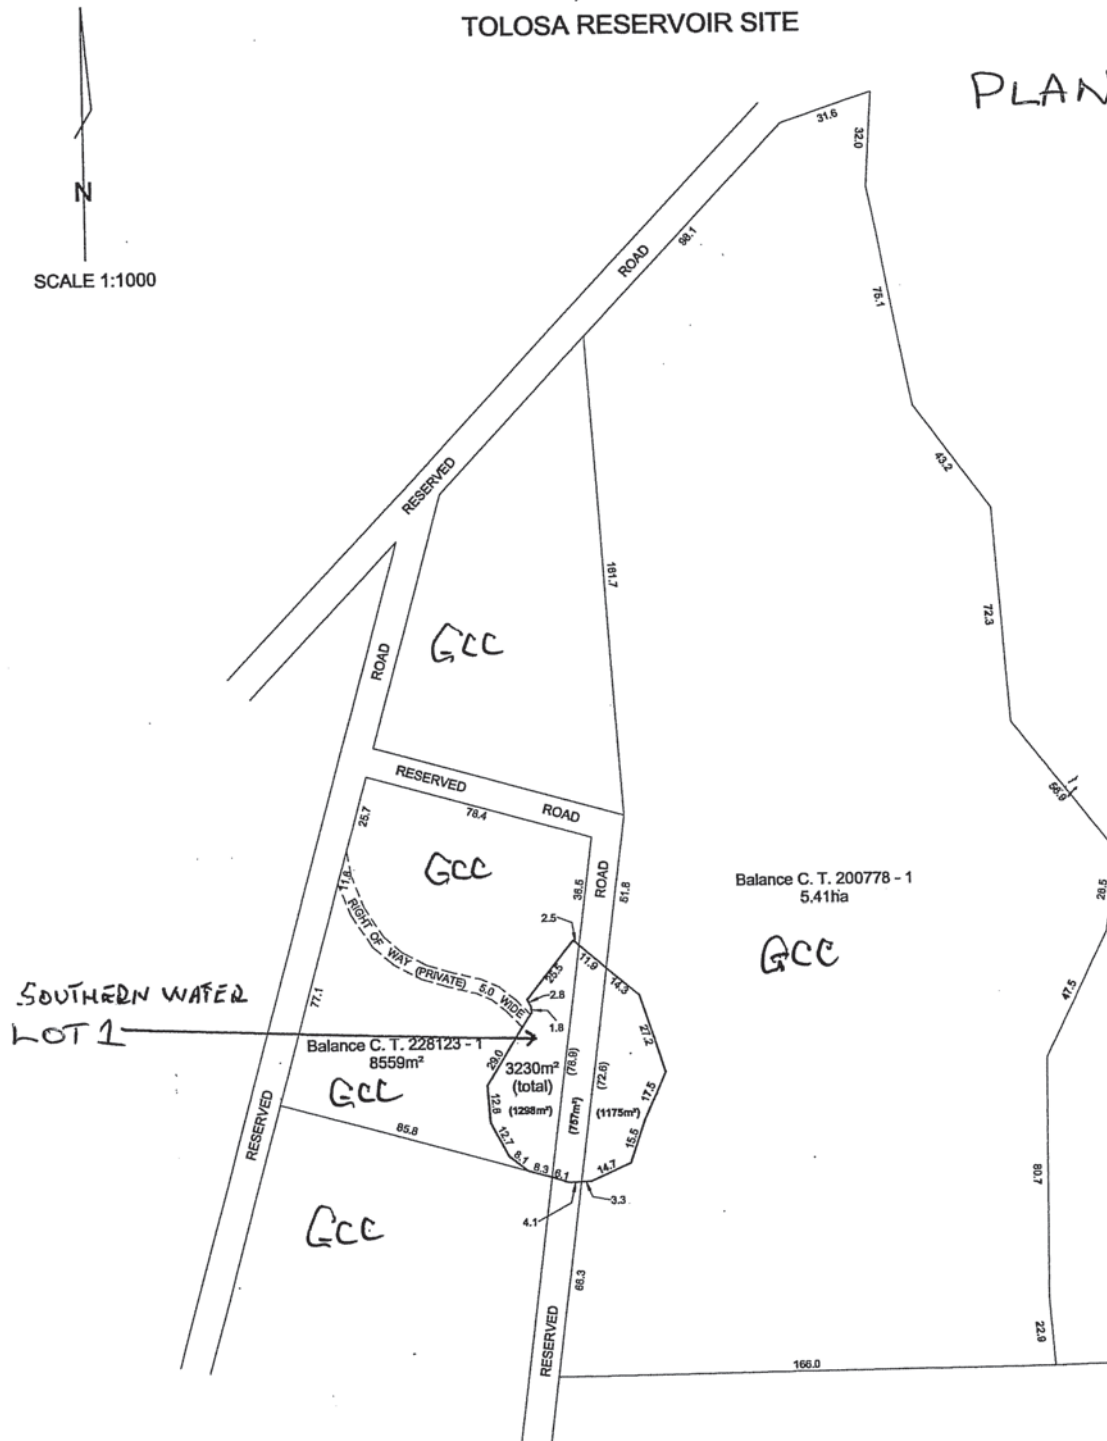 TOLOSA RESERVOIR SITE
PLAN
N
SCALE 1:1000
31.6
32.0
98.1
ROAD
75.1
RESERVED
43.2
161.7
72.3
GCC
ROAD
RESERVED
ROAD
78.4
25.7
56.9
GCC
ROAD
36.5
51.8
Balance C. T. 200778 - 1
5.41ha
GCC
11.6
RIGHT OF WAY (PRIVATE) 5.0 WIDE
2.5
11.9
14.3
25.5
2.8
1.8
27.2
47.5
SOUTHERN WATER
LOT 1
77.1
Balance C. T. 228123 - 1
8559m²
GCC
29.0
3230m²
(total)
(1298m²)
(78.9)
(757m²)
(72.6)
(1175m²)
17.5
15.5
12.8
12.7
8.1
8.3
6.1
14.7
3.3
4.1
85.8
RESERVED
GCC
80.7
66.3
RESERVED
22.9
166.0